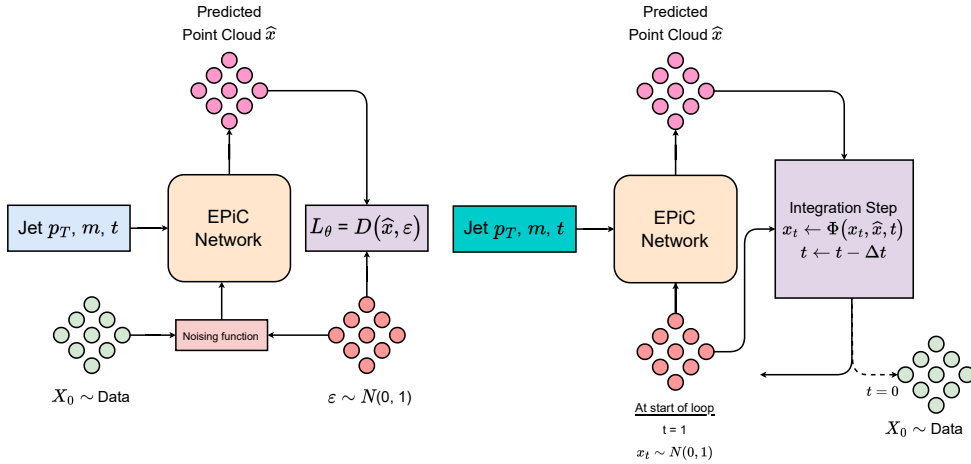 Predicted
Point Cloud x̂
EPiC
Network
Jet p_T, m, t
L_θ = D(x̂, ε)
Noising function
X_0 ∼ Data
ε ∼ N(0, 1)
Predicted
Point Cloud x̂
Jet p_T, m, t
EPiC
Network
Integration Step
x_t ← Φ(x_t, x̂, t)
t ← t − Δt
t = 0
At start of loop
t = 1
x_t ∼ N(0, 1)
X_0 ∼ Data